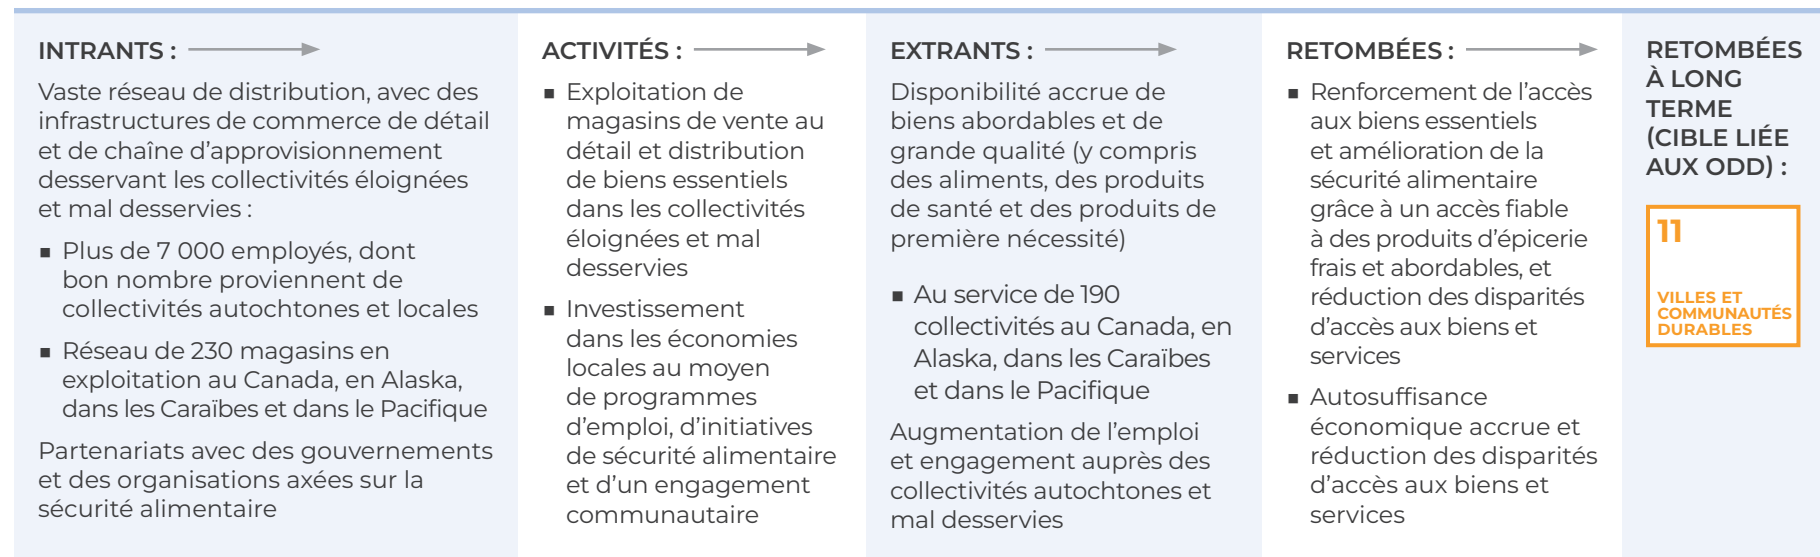 INTRANTS :
Vaste réseau de distribution, avec des
infrastructures de commerce de détail
et de chaîne d’approvisionnement
desservant les collectivités éloignées
et mal desservies :
▪ Plus de 7 000 employés, dont
bon nombre proviennent de
collectivités autochtones et locales
▪ Réseau de 230 magasins en
exploitation au Canada, en Alaska,
dans les Caraïbes et dans le Pacifique
Partenariats avec des gouvernements
et des organisations axées sur la
sécurité alimentaire
ACTIVITÉS :
▪ Exploitation de
magasins de vente au
détail et distribution
de biens essentiels
dans les collectivités
éloignées et mal
desservies
▪ Investissement
dans les économies
locales au moyen
de programmes
d’emploi, d’initiatives
de sécurité alimentaire
et d’un engagement
communautaire
EXTRANTS :
Disponibilité accrue de
biens abordables et de
grande qualité (y compris
des aliments, des produits
de santé et des produits de
première nécessité)
▪ Au service de 190
collectivités au Canada, en
Alaska, dans les Caraïbes
et dans le Pacifique
Augmentation de l’emploi
et engagement auprès des
collectivités autochtones et
mal desservies
RETOMBÉES :
▪ Renforcement de l’accès
aux biens essentiels
et amélioration de la
sécurité alimentaire
grâce à un accès fiable
à des produits d’épicerie
frais et abordables, et
réduction des disparités
d’accès aux biens et
services
▪ Autosuffisance
économique accrue et
réduction des disparités
d’accès aux biens et
services
RETOMBÉES
À LONG
TERME
(CIBLE LIÉE
AUX ODD) :
11
VILLES ET
COMMUNAUTÉS
DURABLES